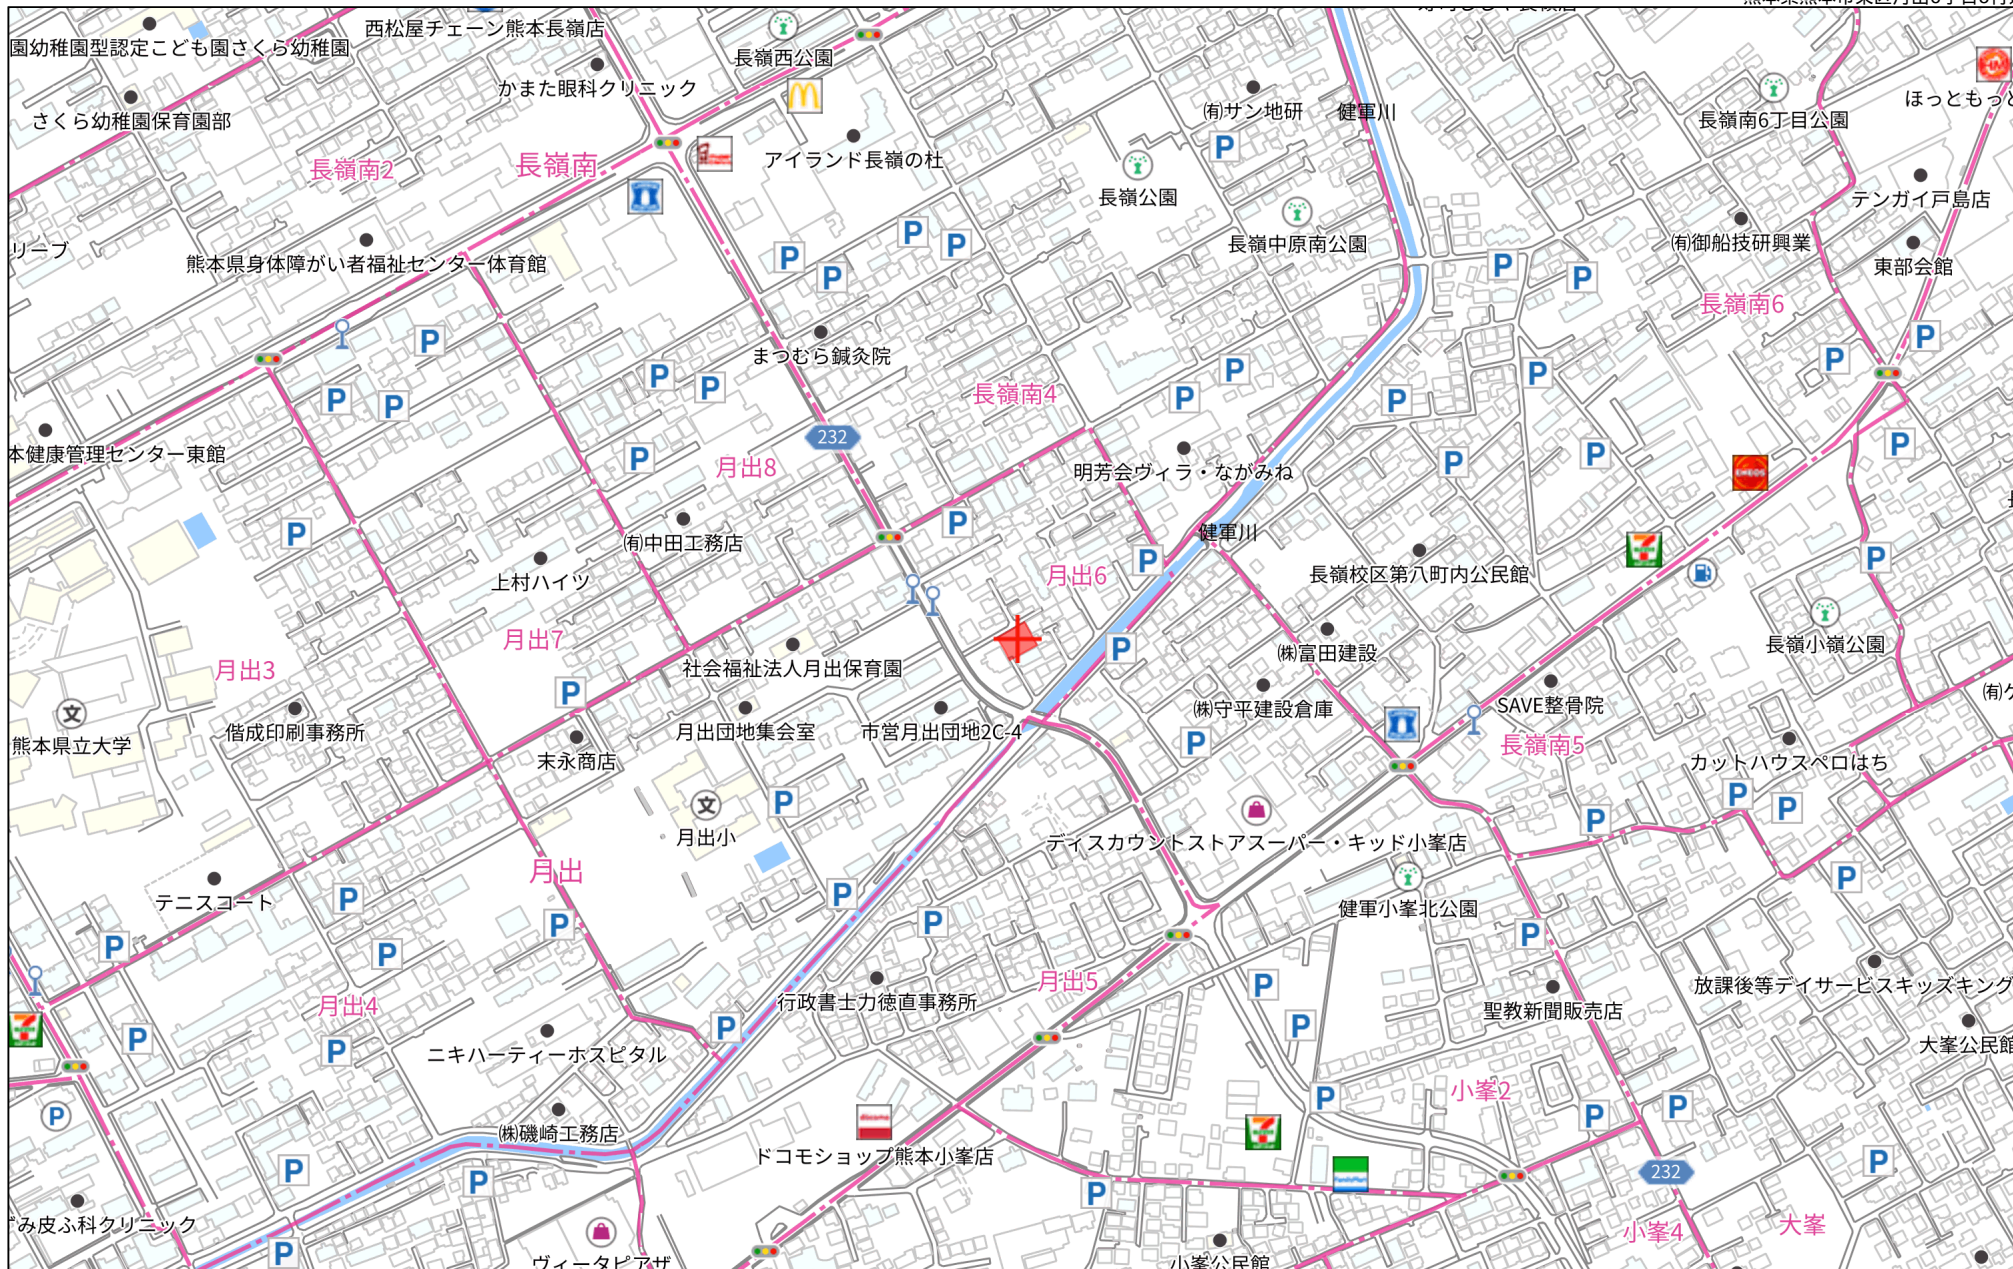 西松屋チェーン熊本長嶺店
園幼稚園型認定こども園さくら幼稚園
長嶺西公園
かまた眼科クリニック
さくら幼稚園保育園部
㈲サン地研
健軍川
長嶺南6丁目公園
ほっともっと
長嶺南2
長嶺南
アイランド長嶺の杜
長嶺公園
テンガイ戸島店
リーブ
熊本県身体障がい者福祉センター体育館
長嶺中原南公園
㈲御船技研興業
東部会館
長嶺南6
まつむら鍼灸院
長嶺南4
232
本健康管理センター東館
月出8
明芳会ヴィラ・ながみね
ENEOS
㈲中田工務店
健軍川
上村ハイツ
月出6
長嶺校区第八町内公民館
月出7
長嶺小嶺公園
月出3
社会福祉法人月出保育園
㈱富田建設
㈲ケ
偕成印刷事務所
月出団地集会室
市営月出団地2C-4
㈱守平建設倉庫
SAVE整骨院
文
熊本県立大学
末永商店
長嶺南5
カットハウスペロはち
文
月出小
ディスカウントストアスーパー・キッド小峯店
月出
テニスコート
健軍小峯北公園
月出5
行政書士力徳直事務所
放課後等デイサービスキッズキング
月出4
聖教新聞販売店
ニキハーティーホスピタル
大峯公民館
小峯2
㈱磯崎工務店
docomo
ドコモショップ熊本小峯店
FamilyMart
232
ずみ皮ふ科クリニック
小峯4
大峯
ヴィータピアザ
小峯公民館